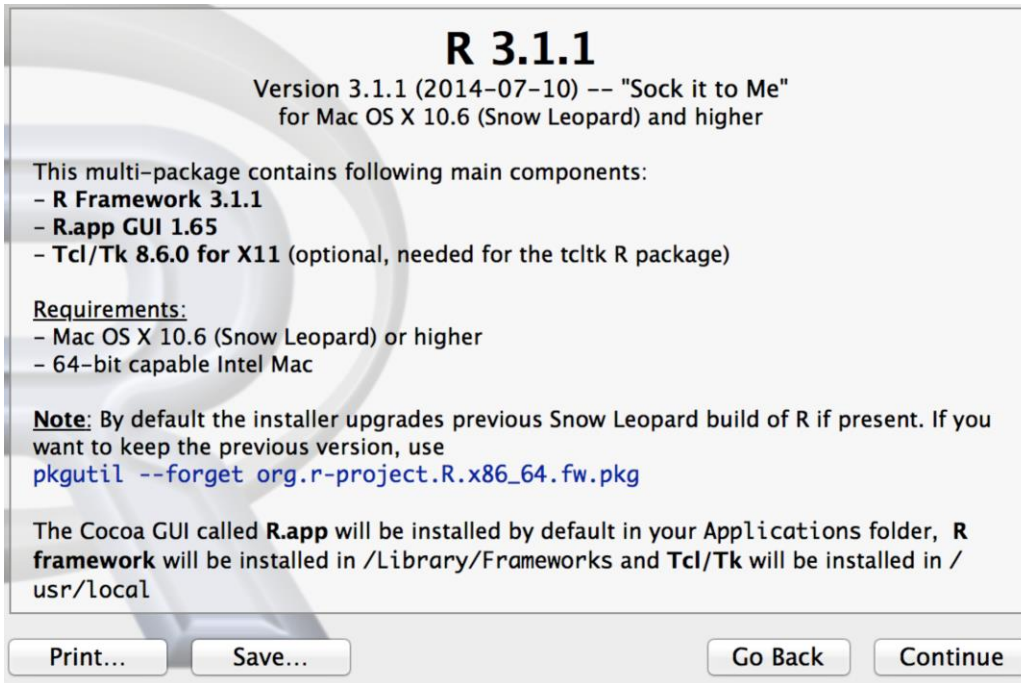 R 3.1.1
Version 3.1.1 (2014-07-10) -- "Sock it to Me"
for Mac OS X 10.6 (Snow Leopard) and higher
This multi-package contains following main components:
- R Framework 3.1.1
- R.app GUI 1.65
- Tcl/Tk 8.6.0 for X11 (optional, needed for the tcltk R package)
Requirements:
- Mac OS X 10.6 (Snow Leopard) or higher
- 64-bit capable Intel Mac
Note: By default the installer upgrades previous Snow Leopard build of R if present. If you
want to keep the previous version, use
pkgutil --forget org.r-project.R.x86_64.fw.pkg
The Cocoa GUI called R.app will be installed by default in your Applications folder, R
framework will be installed in /Library/Frameworks and Tcl/Tk will be installed in /
usr/local
Print... Save... Go Back Continue